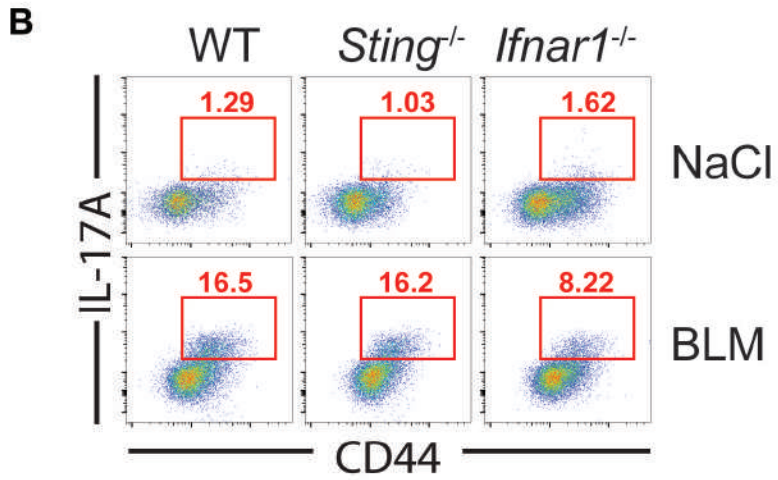 B
WT Sting-/- Ifnar1-/-
1.29 1.03 1.62
NaCl
16.5 16.2 8.22
BLM
IL-17A
CD44